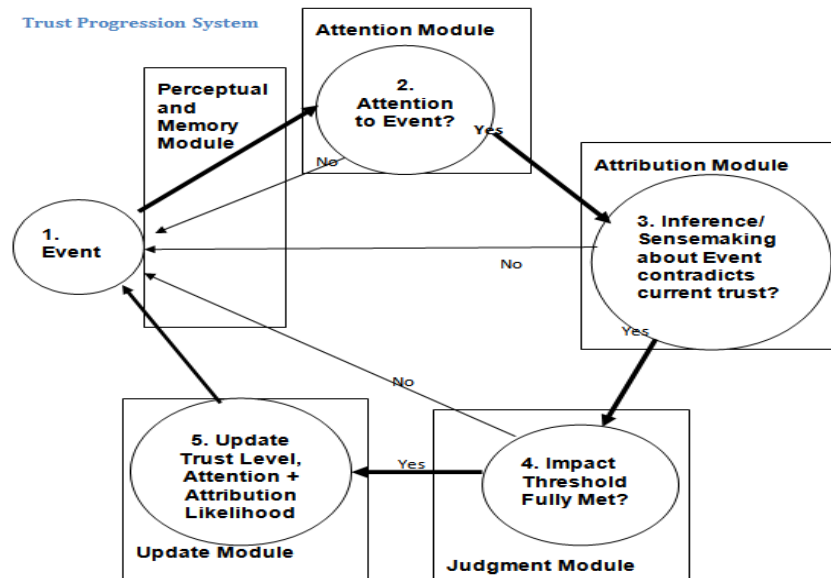 Trust Progression System
Attention Module
Perceptual
and
Memory
Module
2.
Attention
to Event?
Yes
No
Attribution Module
1.
Event
3. Inference/
Sensemaking
about Event
contradicts
current trust?
No
Yes
No
5. Update
Trust Level,
Attention +
Attribution
Likelihood
Yes
4. Impact
Threshold
Fully Met?
Update Module
Judgment Module